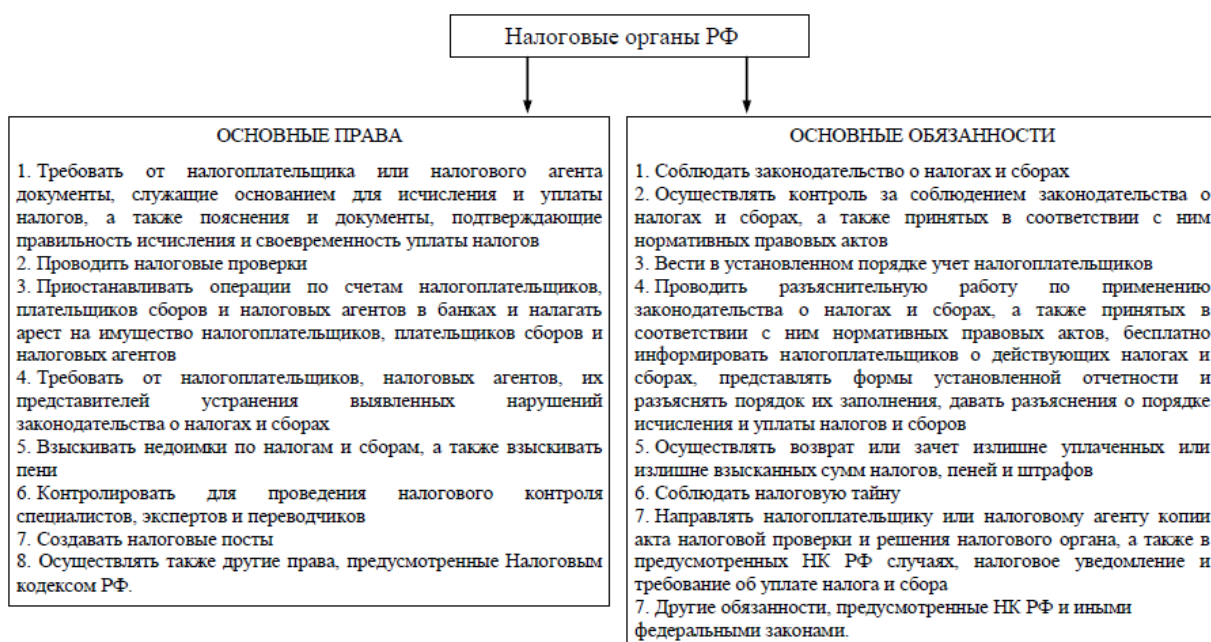 Налоговые органы РФ
ОСНОВНЫЕ ПРАВА
1. Требовать от налогоплательщика или налогового агента
документы, служащие основанием для исчисления и уплаты
налогов, а также пояснения и документы, подтверждающие
правильность исчисления и своевременность уплаты налогов
2. Проводить налоговые проверки
3. Приостанавливать операции по счетам налогоплательщиков,
плательщиков сборов и налоговых агентов в банках и налагать
арест на имущество налогоплательщиков, плательщиков сборов и
налоговых агентов
4. Требовать от налогоплательщиков, налоговых агентов, их
представителей устранения выявленных нарушений
законодательства о налогах и сборах
5. Взыскивать недоимки по налогам и сборам, а также взыскивать
пени
6. Контролировать для проведения налогового контроля
специалистов, экспертов и переводчиков
7. Создавать налоговые посты
8. Осуществлять также другие права, предусмотренные Налоговым
кодексом РФ.
ОСНОВНЫЕ ОБЯЗАННОСТИ
1. Соблюдать законодательство о налогах и сборах
2. Осуществлять контроль за соблюдением законодательства о
налогах и сборах, а также принятых в соответствии с ним
нормативных правовых актов
3. Вести в установленном порядке учет налогоплательщиков
4. Проводить разъяснительную работу по применению
законодательства о налогах и сборах, а также принятых в
соответствии с ним нормативных правовых актов, бесплатно
информировать налогоплательщиков о действующих налогах и
сборах, представлять формы установленной отчетности и
разъяснять порядок их заполнения, давать разъяснения о порядке
исчисления и уплаты налогов и сборов
5. Осуществлять возврат или зачет излишне уплаченных или
излишне взысканных сумм налогов, пеней и штрафов
6. Соблюдать налоговую тайну
7. Направлять налогоплательщику или налоговому агенту копии
акта налоговой проверки и решения налогового органа, а также в
предусмотренных НК РФ случаях, налоговое уведомление и
требование об уплате налога и сбора
7. Другие обязанности, предусмотренные НК РФ и иными
федеральными законами.